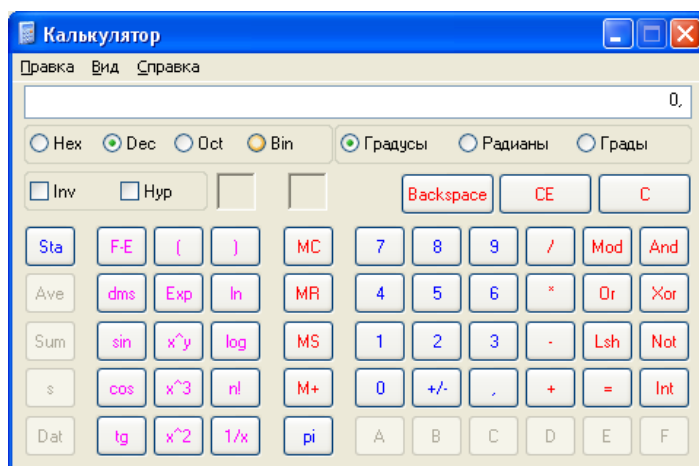 Калькулятор
Правка Вид Справка
0,
Hex Dec Oct Bin Градусы Радианы Грады
Inv Hyp Backspace CE C
Sta F-E ( ) MC 7 8 9 / Mod And
Ave dms Exp ln MR 4 5 6 * Or Xor
Sum sin x^y log MS 1 2 3 - Lsh Not
s cos x^3 n! M+ 0 +/- , + = Int
Dat tg x^2 1/x pi A B C D E F